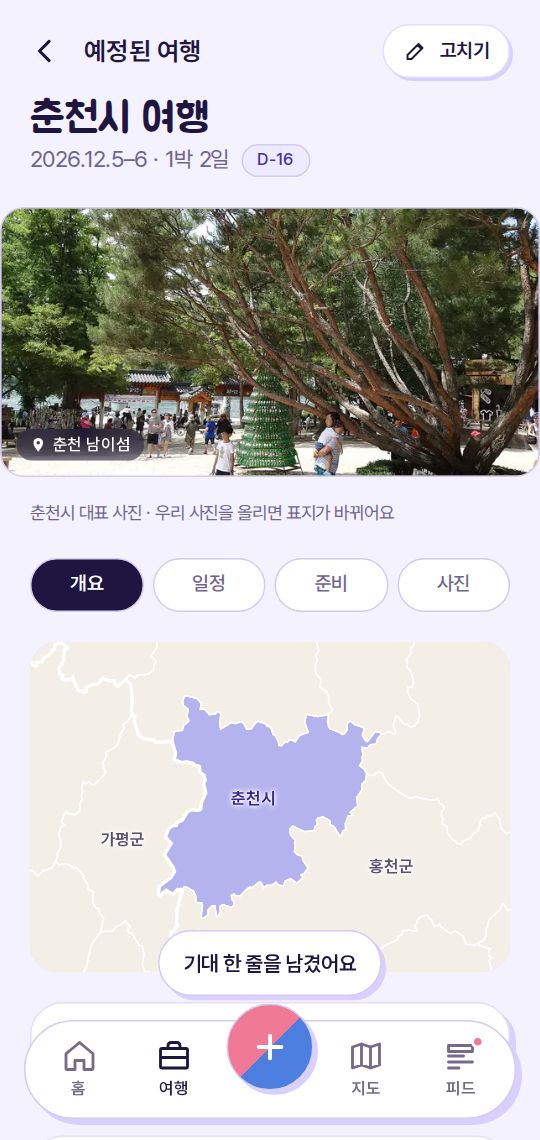 예정된 여행
고치기
춘천시 여행
2026.12.5–6 · 1박 2일
D-16
춘천 남이섬
춘천시 대표 사진 · 우리 사진을 올리면 표지가 바뀌어요
개요
일정
준비
사진
춘천시
가평군
홍천군
기대 한 줄을 남겼어요
홈
여행
지도
피드